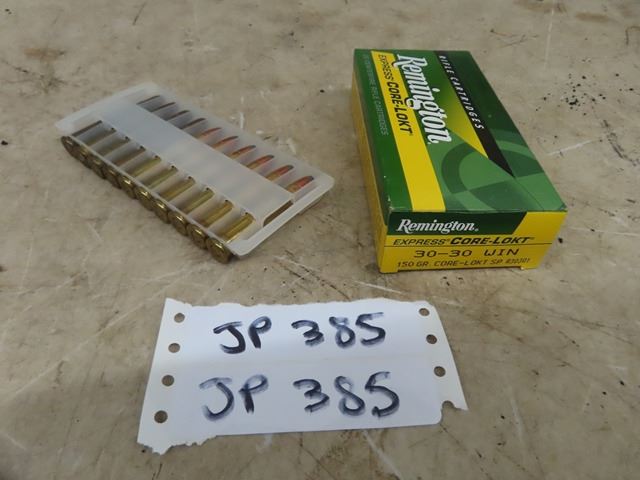 RIFLE CARTRIDGES
Remington
EXPRESS® CORE-LOKT®
Remington®
EXPRESS® CORE-LOKT®
30-30 WIN
150 GR. CORE-LOKT SP
JP 385
JP 385